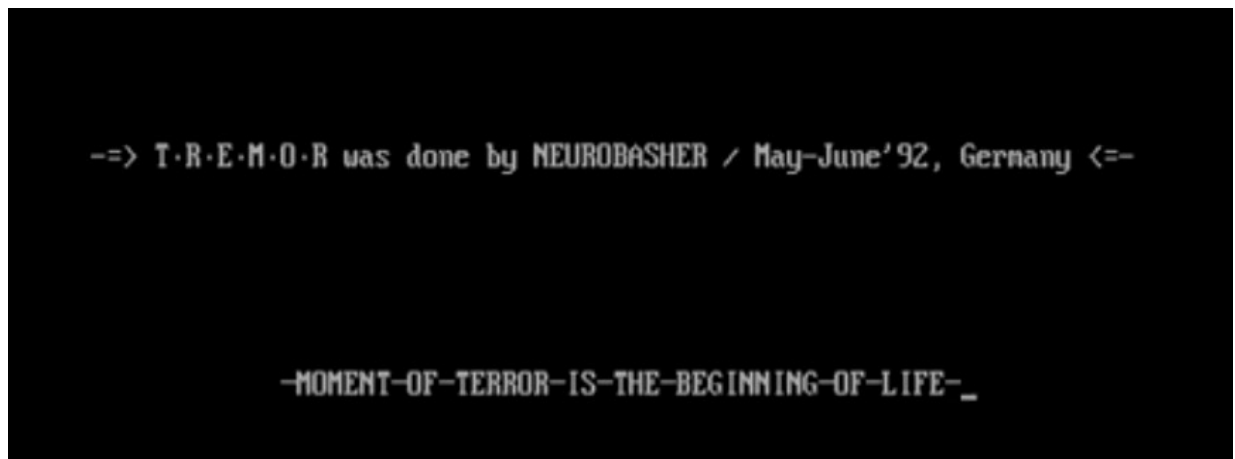 -=> T·R·E·M·O·R was done by NEUROBASHER / May-June'92, Germany <=-
-MOMENT-OF-TERROR-IS-THE-BEGINNING-OF-LIFE-_